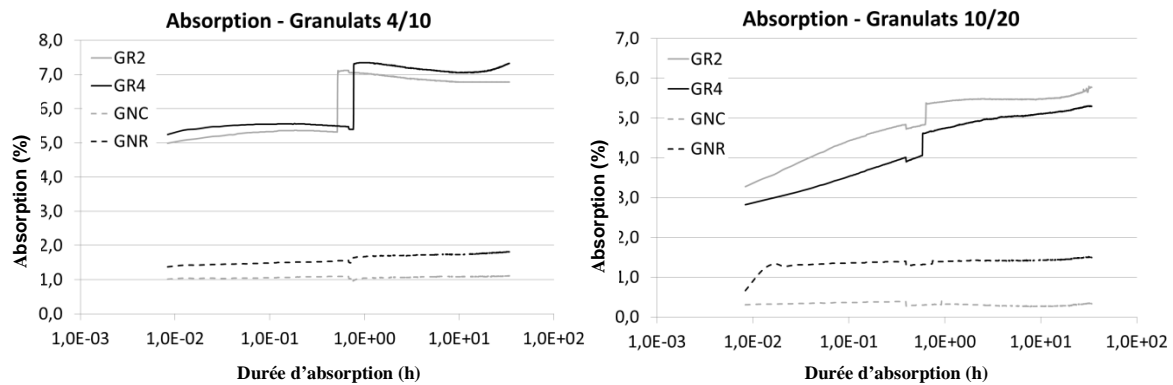 Absorption - Granulats 4/10
Absorption (%)
8,0
7,0
6,0
5,0
4,0
3,0
2,0
1,0
0,0
GR2
GR4
GNC
GNR
1,0E-03 1,0E-02 1,0E-01 1,0E+00 1,0E+01 1,0E+02
Durée d’absorption (h)
Absorption - Granulats 10/20
Absorption (%)
7,0
6,0
5,0
4,0
3,0
2,0
1,0
0,0
GR2
GR4
GNC
GNR
1,0E-03 1,0E-02 1,0E-01 1,0E+00 1,0E+01 1,0E+02
Durée d’absorption (h)